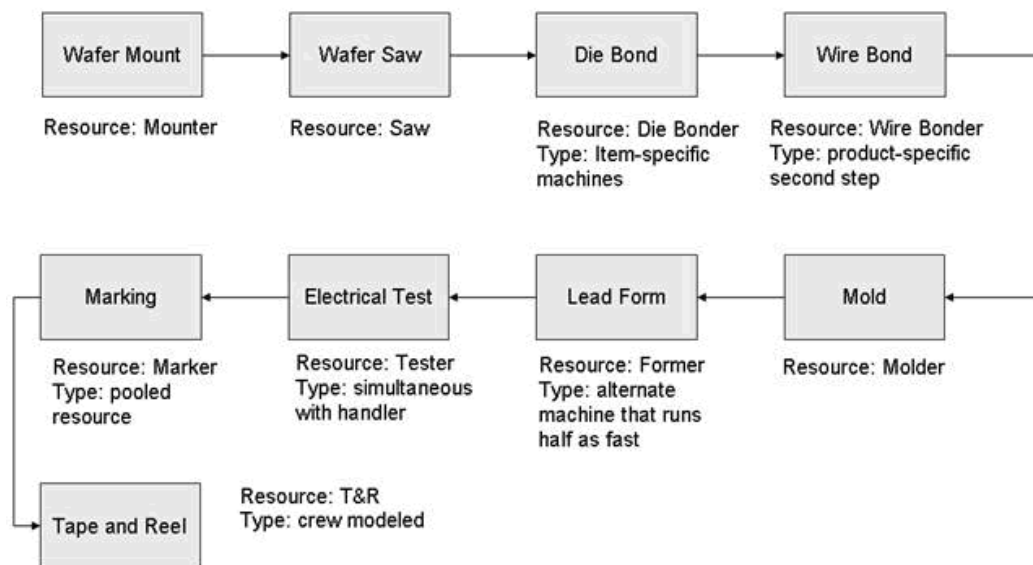 Wafer Mount
Wafer Saw
Die Bond
Wire Bond
Resource: Mounter
Resource: Saw
Resource: Die Bonder
Type: Item-specific
machines
Resource: Wire Bonder
Type: product-specific
second step
Marking
Electrical Test
Lead Form
Mold
Resource: Marker
Type: pooled
resource
Resource: Tester
Type: simultaneous
with handler
Resource: Former
Type: alternate
machine that runs
half as fast
Resource: Molder
Tape and Reel
Resource: T&R
Type: crew modeled